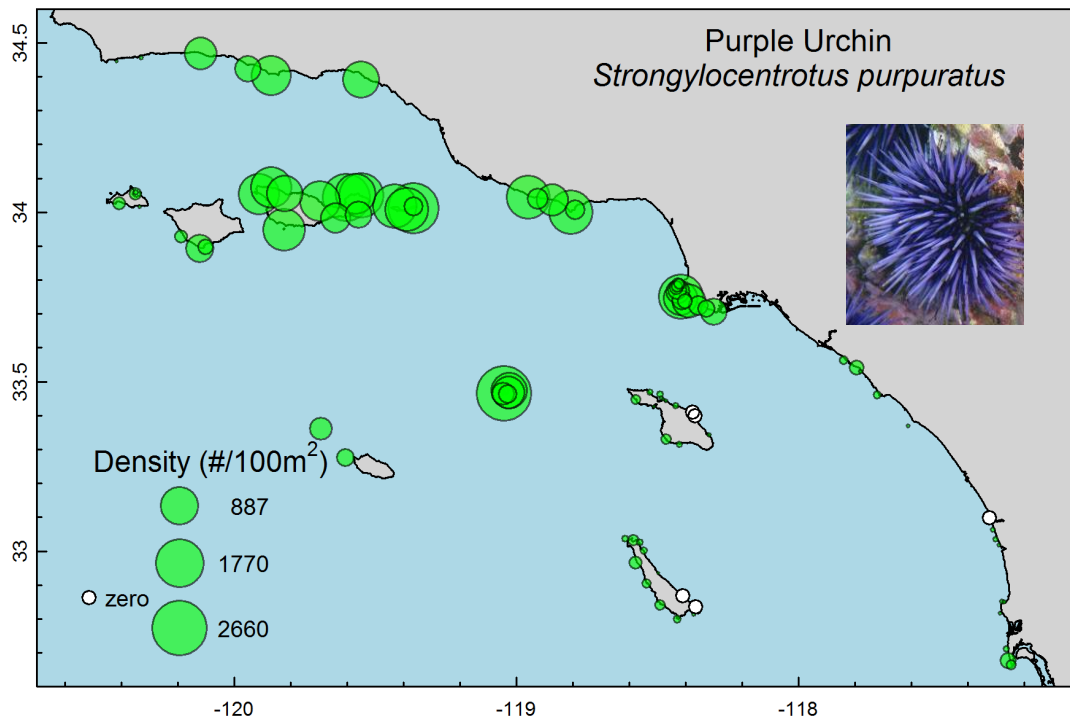 Purple Urchin
Strongylocentrotus purpuratus
34.5
34
33.5
33
Density (#/100m²)
887
1770
zero
2660
-120
-119
-118